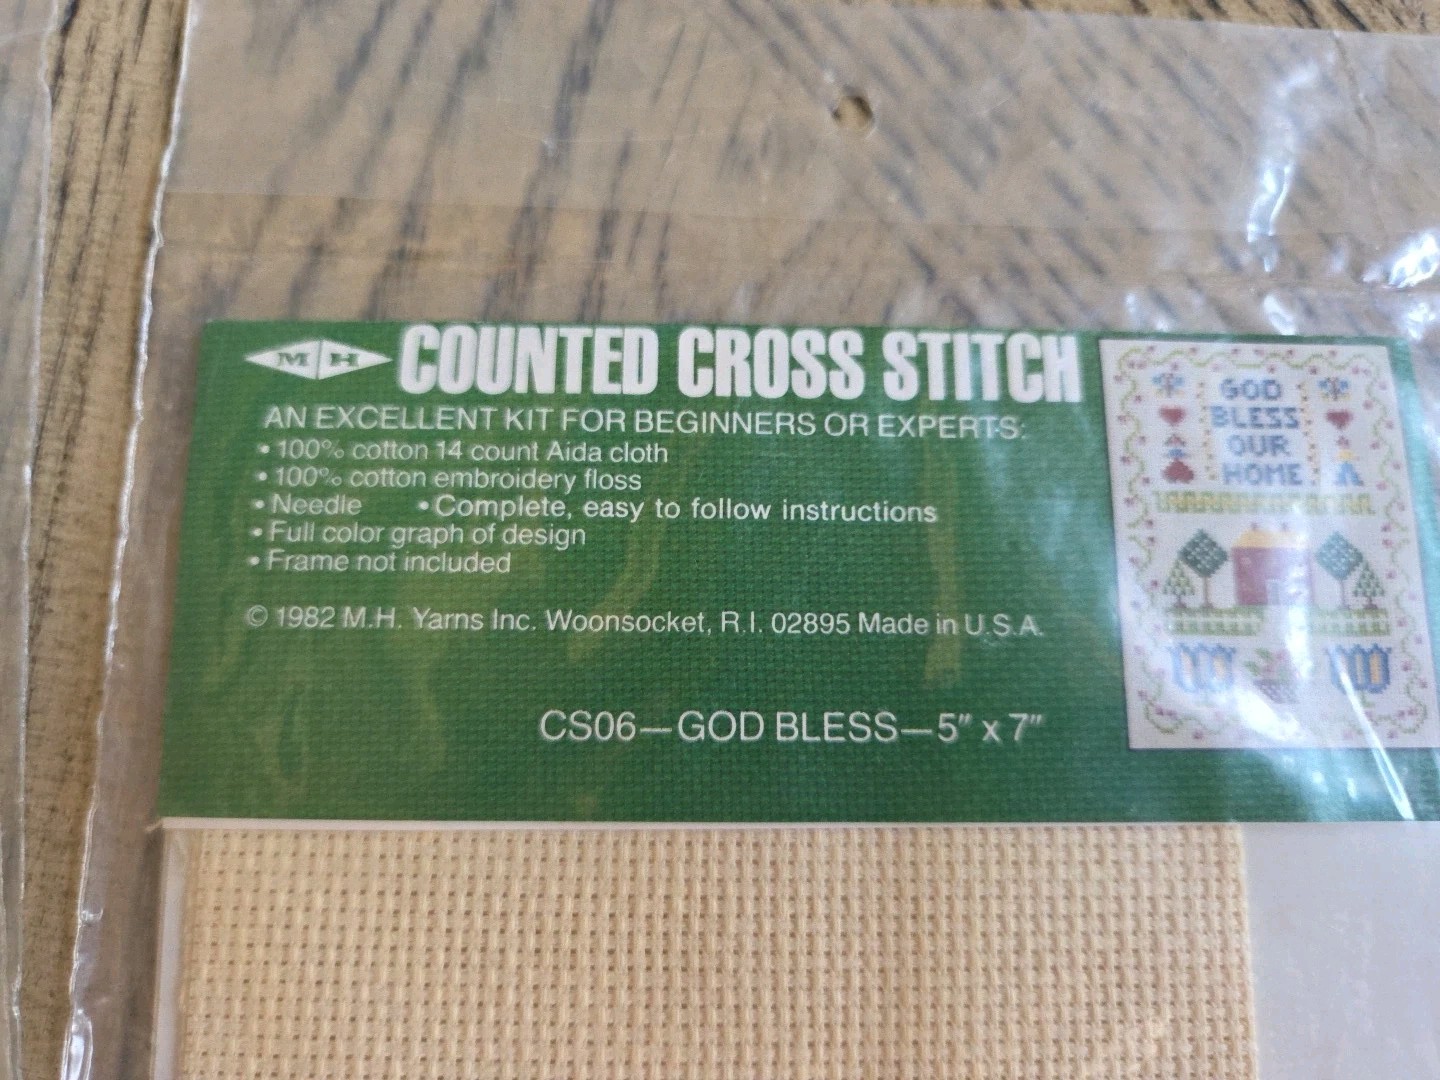 MH COUNTED CROSS STITCH
AN EXCELLENT KIT FOR BEGINNERS OR EXPERTS:
• 100% cotton 14 count Aida cloth
• 100% cotton embroidery floss
• Needle • Complete, easy to follow instructions
• Full color graph of design
• Frame not included
© 1982 M.H. Yarns Inc. Woonsocket, R.I. 02895 Made in U.S.A.
CS06—GOD BLESS—5" x 7"
GOD
BLESS
OUR
HOME